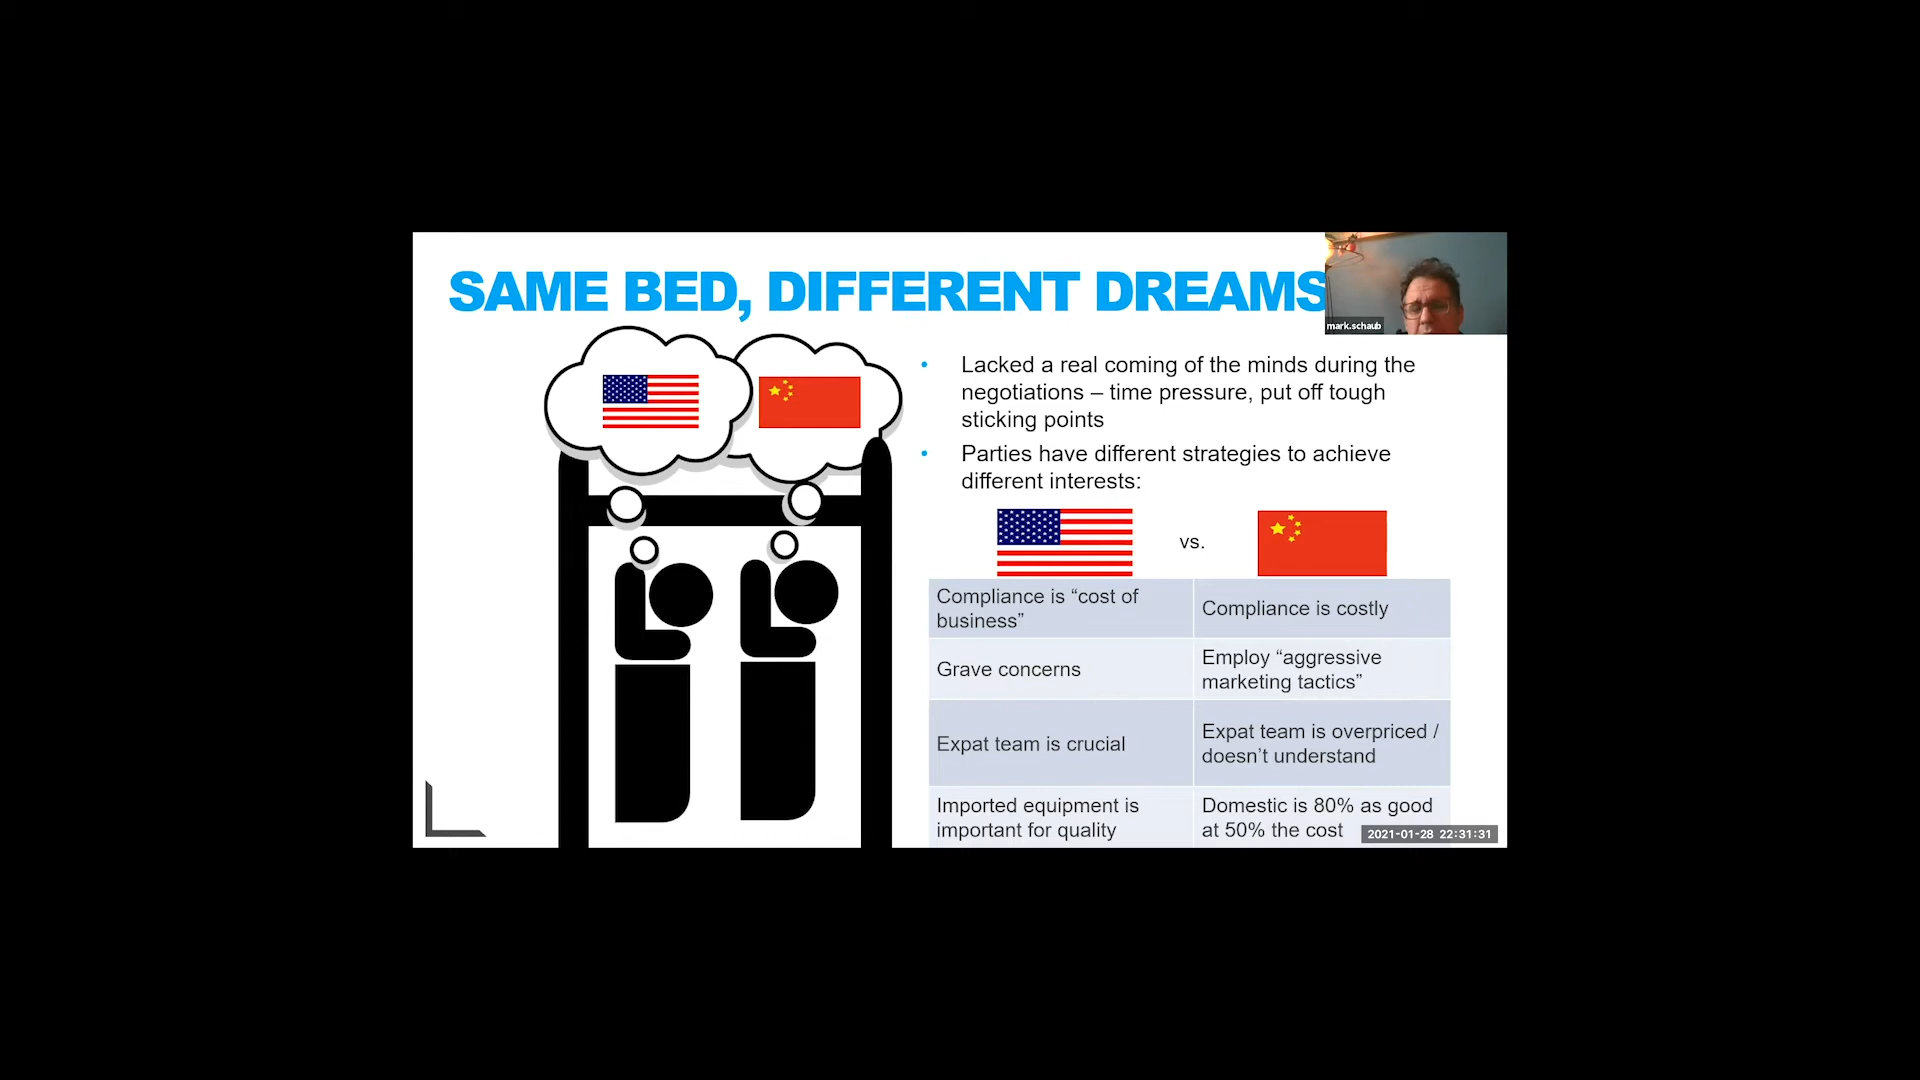 SAME BED, DIFFERENT DREAMS
mark.schaub
• Lacked a real coming of the minds during the
negotiations – time pressure, put off tough
sticking points
• Parties have different strategies to achieve
different interests:
vs.
Compliance is “cost of
business”
Compliance is costly
Grave concerns
Employ “aggressive
marketing tactics”
Expat team is crucial
Expat team is overpriced /
doesn’t understand
Imported equipment is
important for quality
Domestic is 80% as good
at 50% the cost
2021-01-28 22:31:31